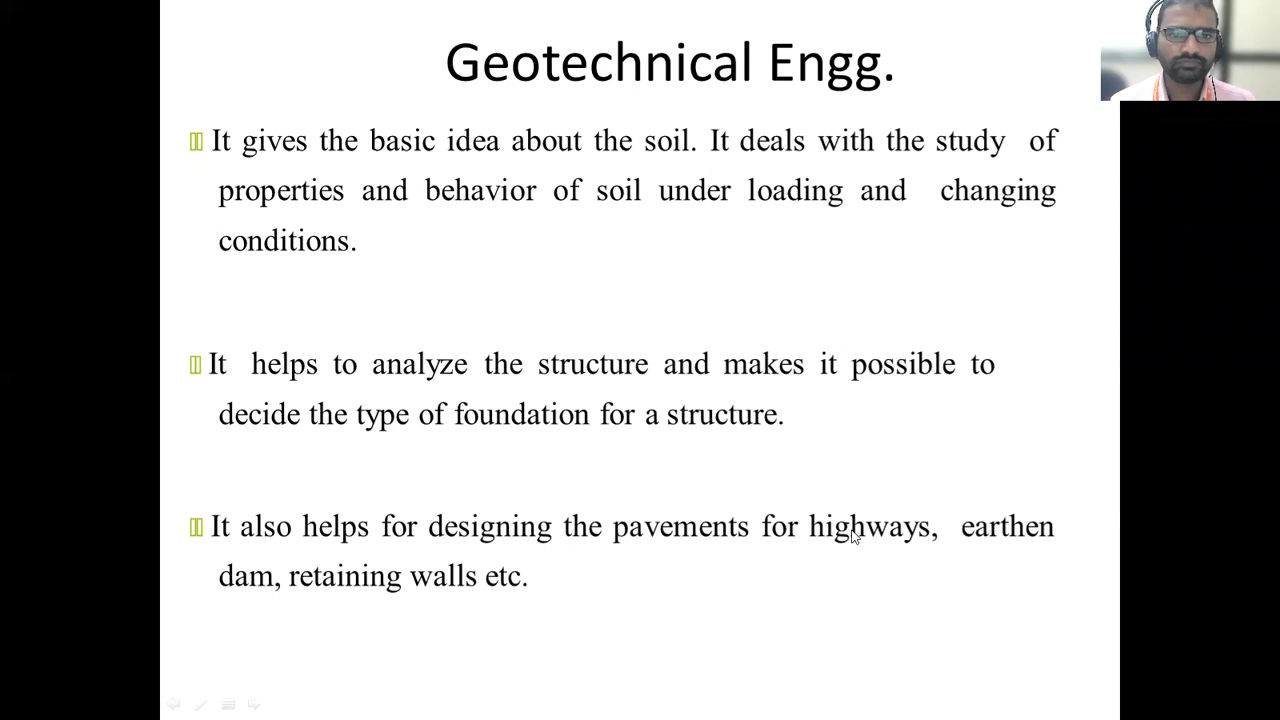 Geotechnical Engg.
It gives the basic idea about the soil. It deals with the study of
properties and behavior of soil under loading and changing
conditions.
It helps to analyze the structure and makes it possible to
decide the type of foundation for a structure.
It also helps for designing the pavements for highways, earthen
dam, retaining walls etc.